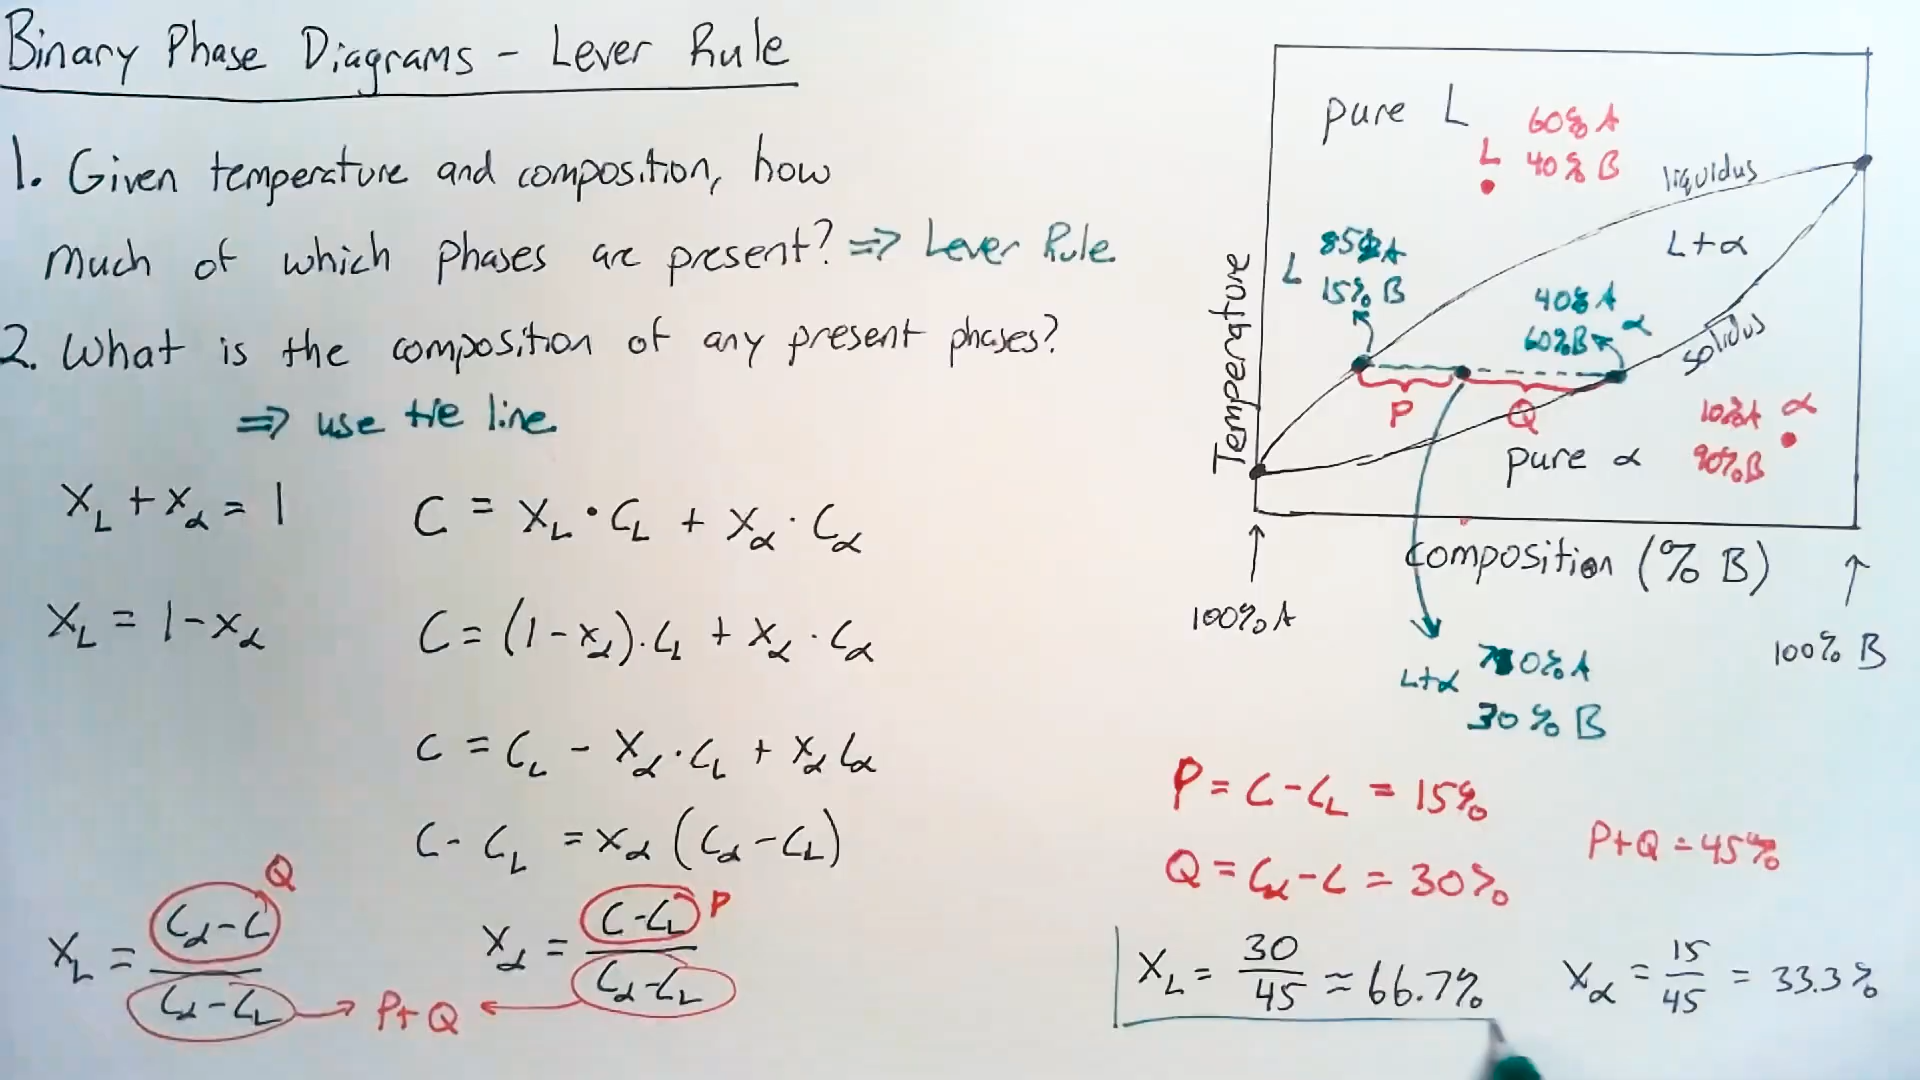 Binary Phase Diagrams - Lever Rule
1. Given temperature and composition, how
much of which phases are present? => Lever Rule.
2. What is the composition of any present phases?
=> use tie line.
X_L + X_α = 1
C = X_L · C_L + X_α · C_α
X_L = 1 - X_α
C = (1 - X_α) · C_L + X_α · C_α
C = C_L - X_α · C_L + X_α C_α
C - C_L = X_α (C_α - C_L)
X_L = (C_α - C) / (C_α - C_L)
Q
X_α = (C - C_L) / (C_α - C_L)
P
→ P+Q ←
pure L
L
60% A
40% B
liquidus
L+α
L
85% A
15% B
40% A
60% B
α
solidus
P
Q
10% A
90% B
α
pure α
Temperature
Composition (% B)
100% A
100% B
L+α
70% A
30% B
P = C - C_L = 15%
Q = C_α - C = 30%
P+Q = 45%
X_L = 30/45 ≈ 66.7%
X_α = 15/45 = 33.3%